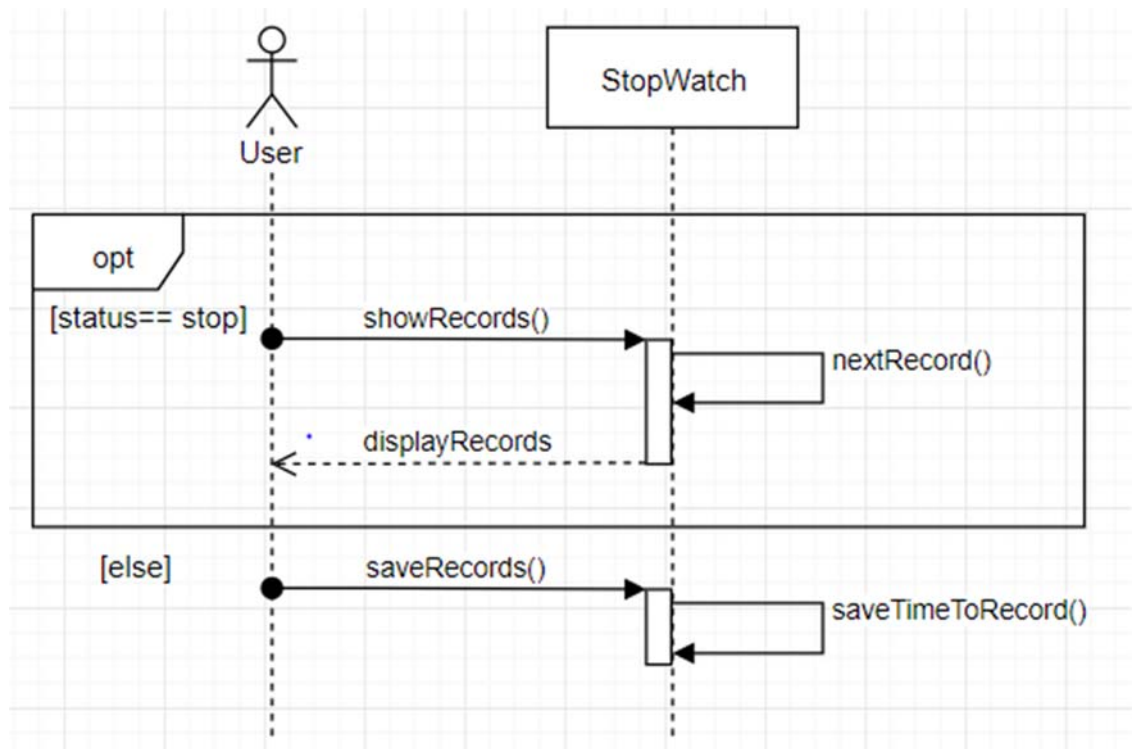 User
StopWatch
opt
[status== stop]
showRecords()
nextRecord()
displayRecords
[else]
saveRecords()
saveTimeToRecord()